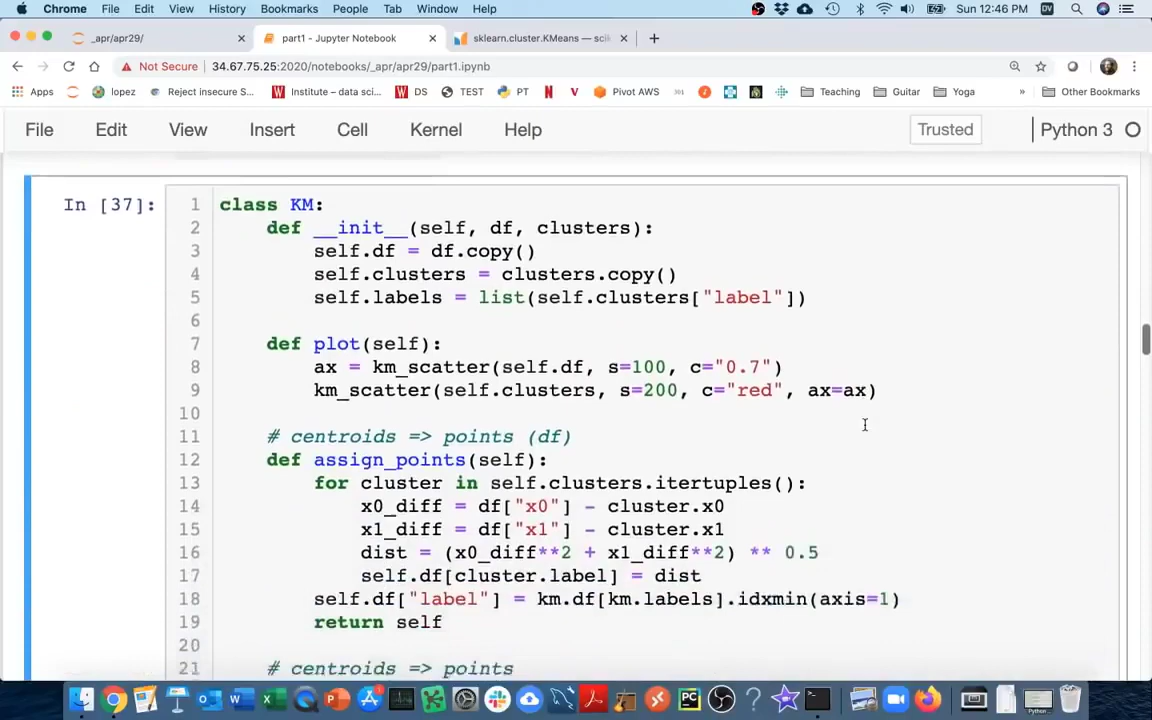 Chrome File Edit View History Bookmarks People Tab Window Help Sun 12:46 PM DV
_apr/apr29/ part1 - Jupyter Notebook sklearn.cluster.KMeans — scik
Not Secure 34.67.75.25:2020/notebooks/_apr/apr29/part1.ipynb
Apps lopez Reject insecure S... Institute – data sci... DS TEST PT Pivot AWS Teaching Guitar Yoga » Other Bookmarks
File Edit View Insert Cell Kernel Help Trusted Python 3
In [37]:
1 class KM:
2 def __init__(self, df, clusters):
3 self.df = df.copy()
4 self.clusters = clusters.copy()
5 self.labels = list(self.clusters["label"])
6
7 def plot(self):
8 ax = km_scatter(self.df, s=100, c="0.7")
9 km_scatter(self.clusters, s=200, c="red", ax=ax)
10
11 # centroids => points (df)
12 def assign_points(self):
13 for cluster in self.clusters.itertuples():
14 x0_diff = df["x0"] - cluster.x0
15 x1_diff = df["x1"] - cluster.x1
16 dist = (x0_diff**2 + x1_diff**2) ** 0.5
17 self.df[cluster.label] = dist
18 self.df["label"] = km.df[km.labels].idxmin(axis=1)
19 return self
20
21 # centroids => points